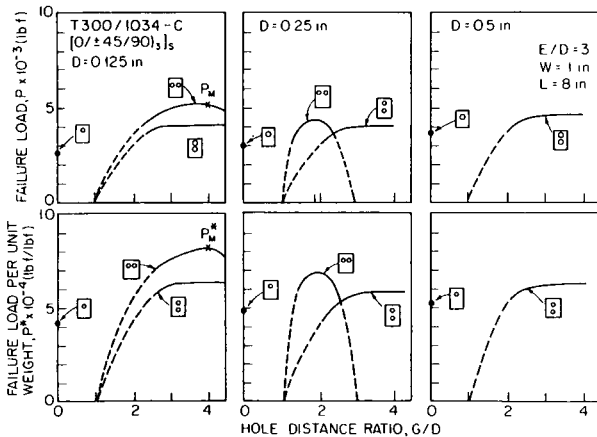 T300/1034-C
[0/±45/90)₃]s
D=0.125 in
P_M
D=0.25 in
D=0.5 in
E/D=3
W=1 in
L=8 in
FAILURE LOAD, P×10⁻³ (lbf)
10
5
0
P*_M
FAILURE LOAD PER UNIT
WEIGHT, P*×10⁻⁴ (lbf/lbf)
10
5
0
0 2 4
0 2 4
0 2 4
HOLE DISTANCE RATIO, G/D